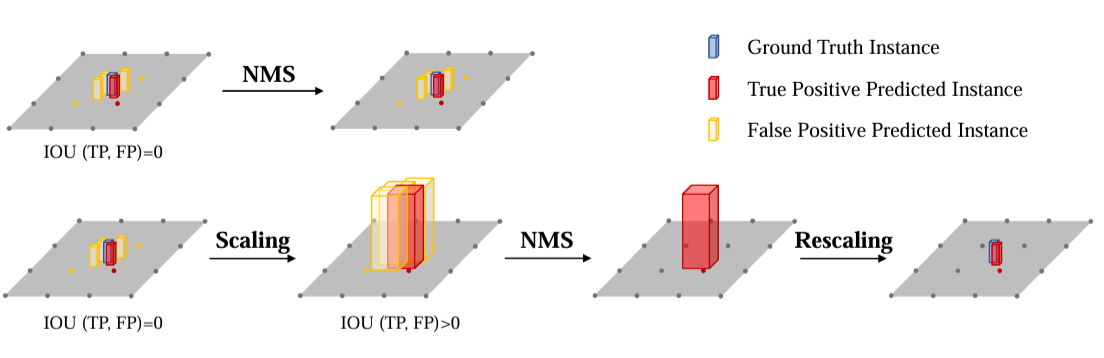 NMS
IOU (TP, FP)=0
Ground Truth Instance
True Positive Predicted Instance
False Positive Predicted Instance
Scaling
NMS
Rescaling
IOU (TP, FP)=0
IOU (TP, FP)>0